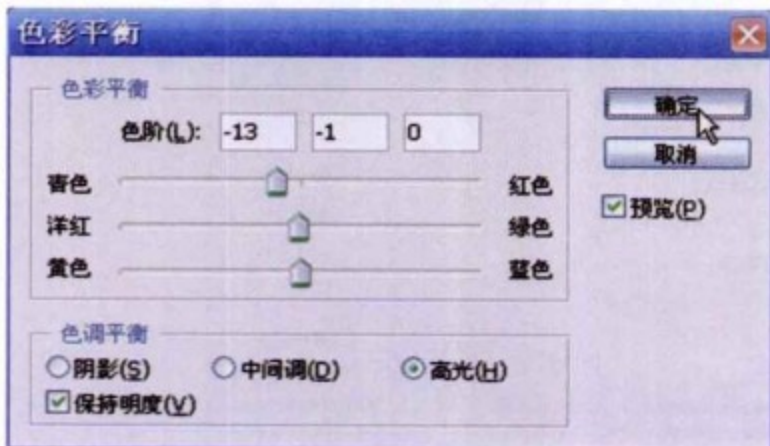 色彩平衡
色彩平衡
色阶(L): -13 -1 0
青色 红色
洋红 绿色
黄色 蓝色
确定
取消
预览(P)
色调平衡
阴影(S) 中间调(D) 高光(H)
保持明度(V)